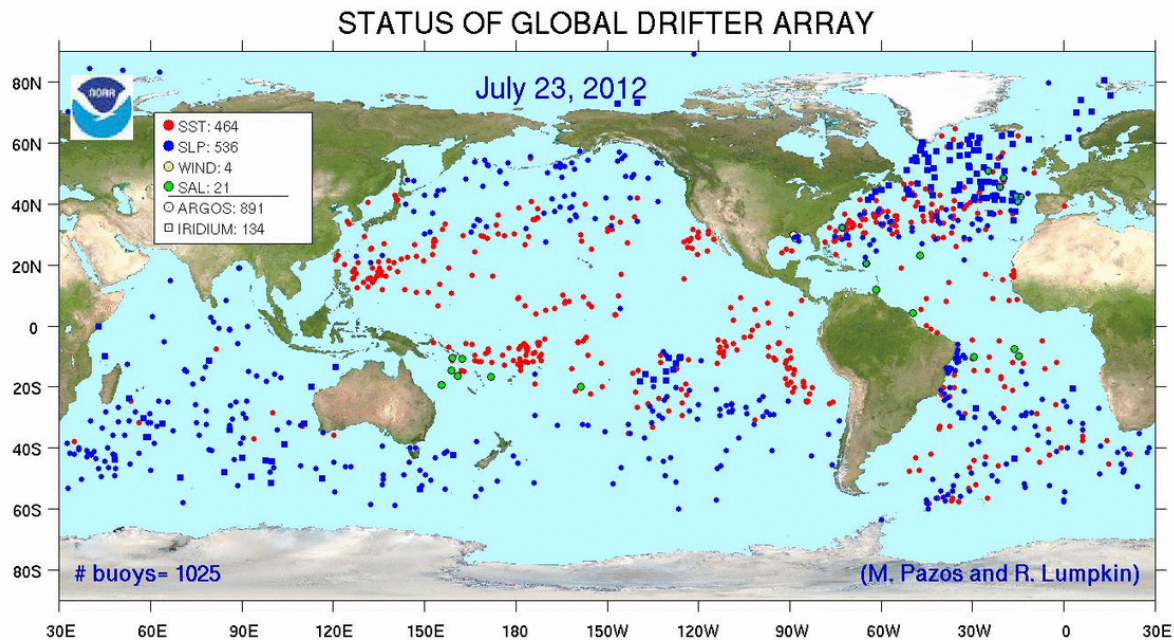 STATUS OF GLOBAL DRIFTER ARRAY
80N
60N
40N
20N
0
20S
40S
60S
80S
NOAA
July 23, 2012
SST: 464
SLP: 536
WIND: 4
SAL: 21
ARGOS: 891
IRIDIUM: 134
# buoys= 1025
(M. Pazos and R. Lumpkin)
30E 60E 90E 120E 150E 180 150W 120W 90W 60W 30W 0 30E